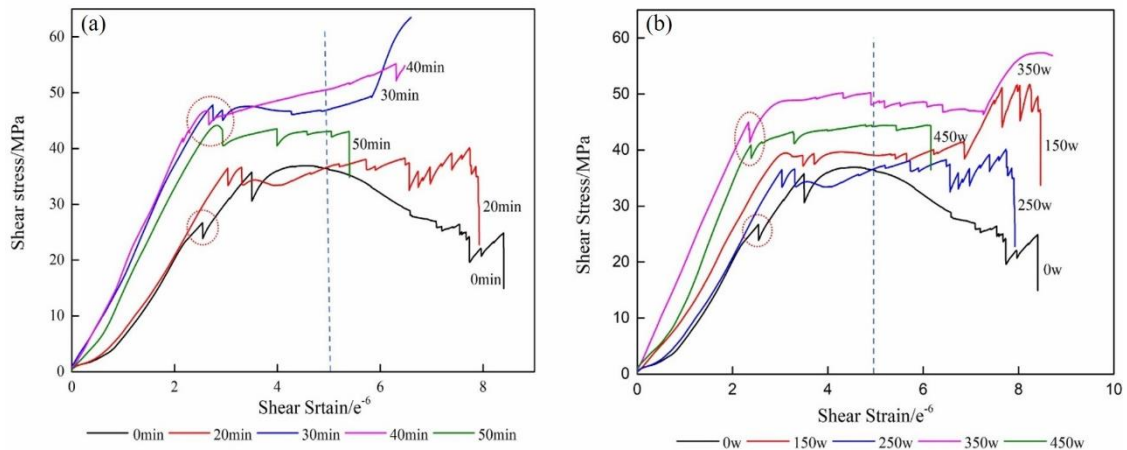 (a)
60
50
40
30
20
10
0
0
2
4
6
8
Shear stress/MPa
Shear Srtain/e-6
40min
30min
50min
20min
0min
0min 20min 30min 40min 50min
(b)
60
50
40
30
20
10
0
0
2
4
6
8
10
Shear Stress/MPa
Shear Strain/e-6
350w
150w
450w
250w
0w
0w 150w 250w 350w 450w